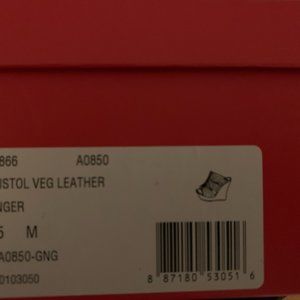 866 A0850
ISTOL VEG LEATHER
NGER
5 M
A0850-GNG
0103050
8 87180 53051 6